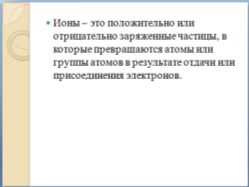 • Ионы – это положительно или
отрицательно заряженные частицы, в
которые превращаются атомы или
группы атомов в результате отдачи или
присоединения электронов.